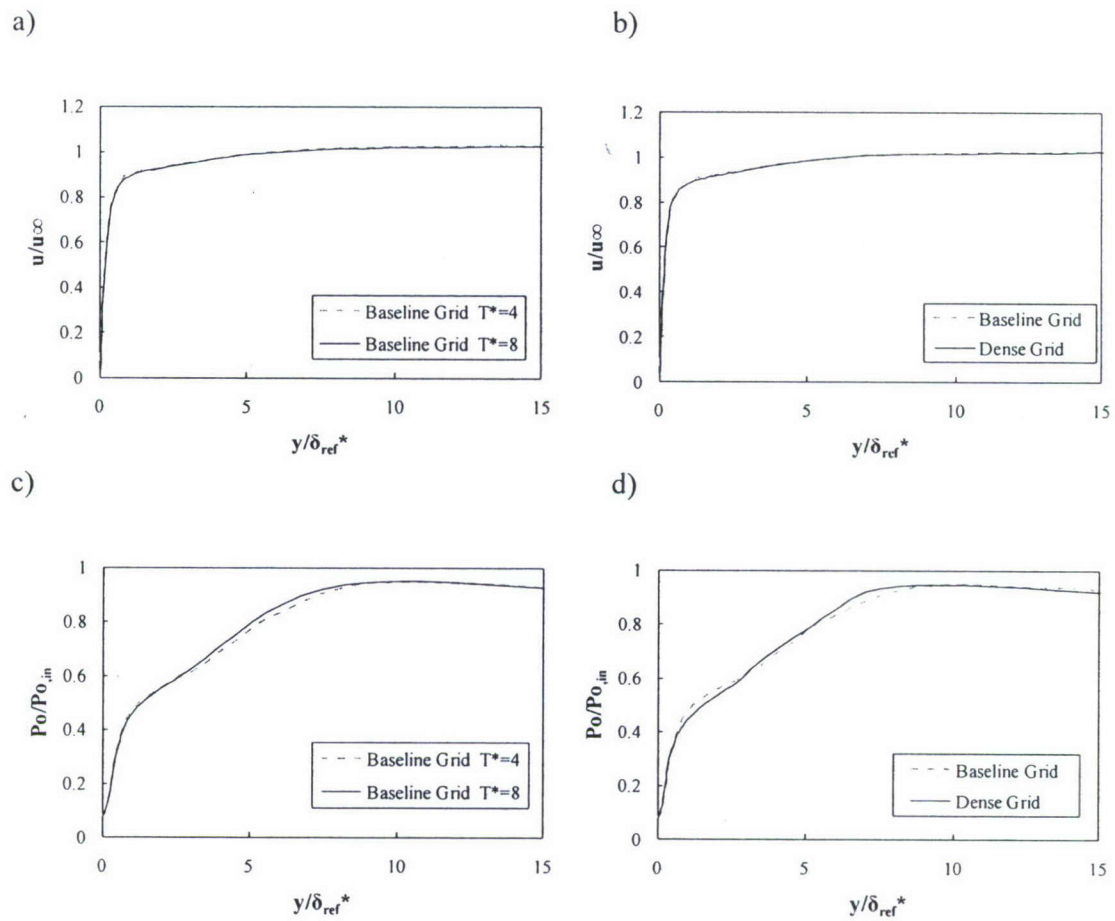 a)
1.2
1
0.8
0.6
0.4
0.2
0
u/u∞
Baseline Grid T*=4
Baseline Grid T*=8
0 5 10 15
y/δref*
b)
1.2
1
0.8
0.6
0.4
0.2
0
u/u∞
Baseline Grid
Dense Grid
0 5 10 15
y/δref*
c)
1
0.8
0.6
0.4
0.2
0
Po/Po,in
Baseline Grid T*=4
Baseline Grid T*=8
0 5 10 15
y/δref*
d)
1
0.8
0.6
0.4
0.2
0
Po/Po,in
Baseline Grid
Dense Grid
0 5 10 15
y/δref*